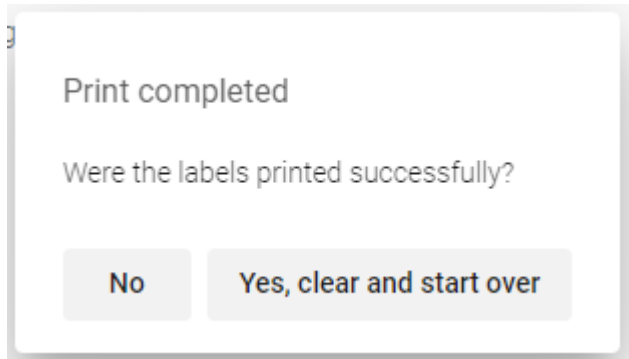 Print completed
Were the labels printed successfully?
No
Yes, clear and start over